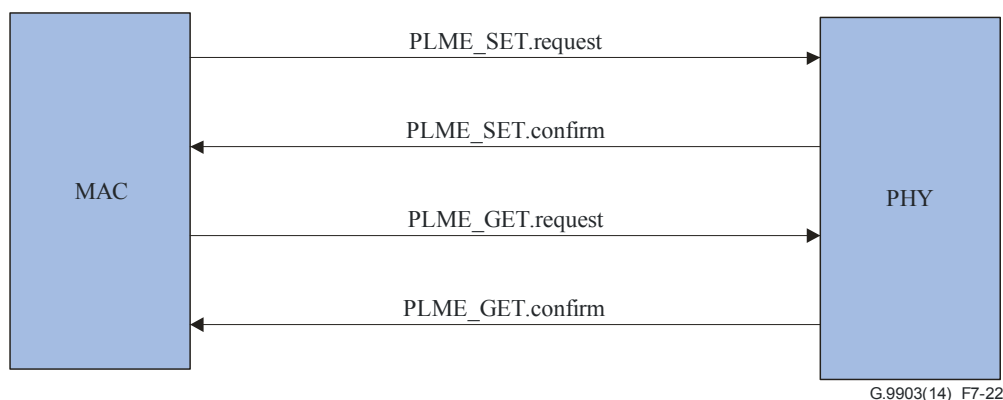 PLME_SET.request
PLME_SET.confirm
MAC
PHY
PLME_GET.request
PLME_GET.confirm
G.9903(14)_F7-22